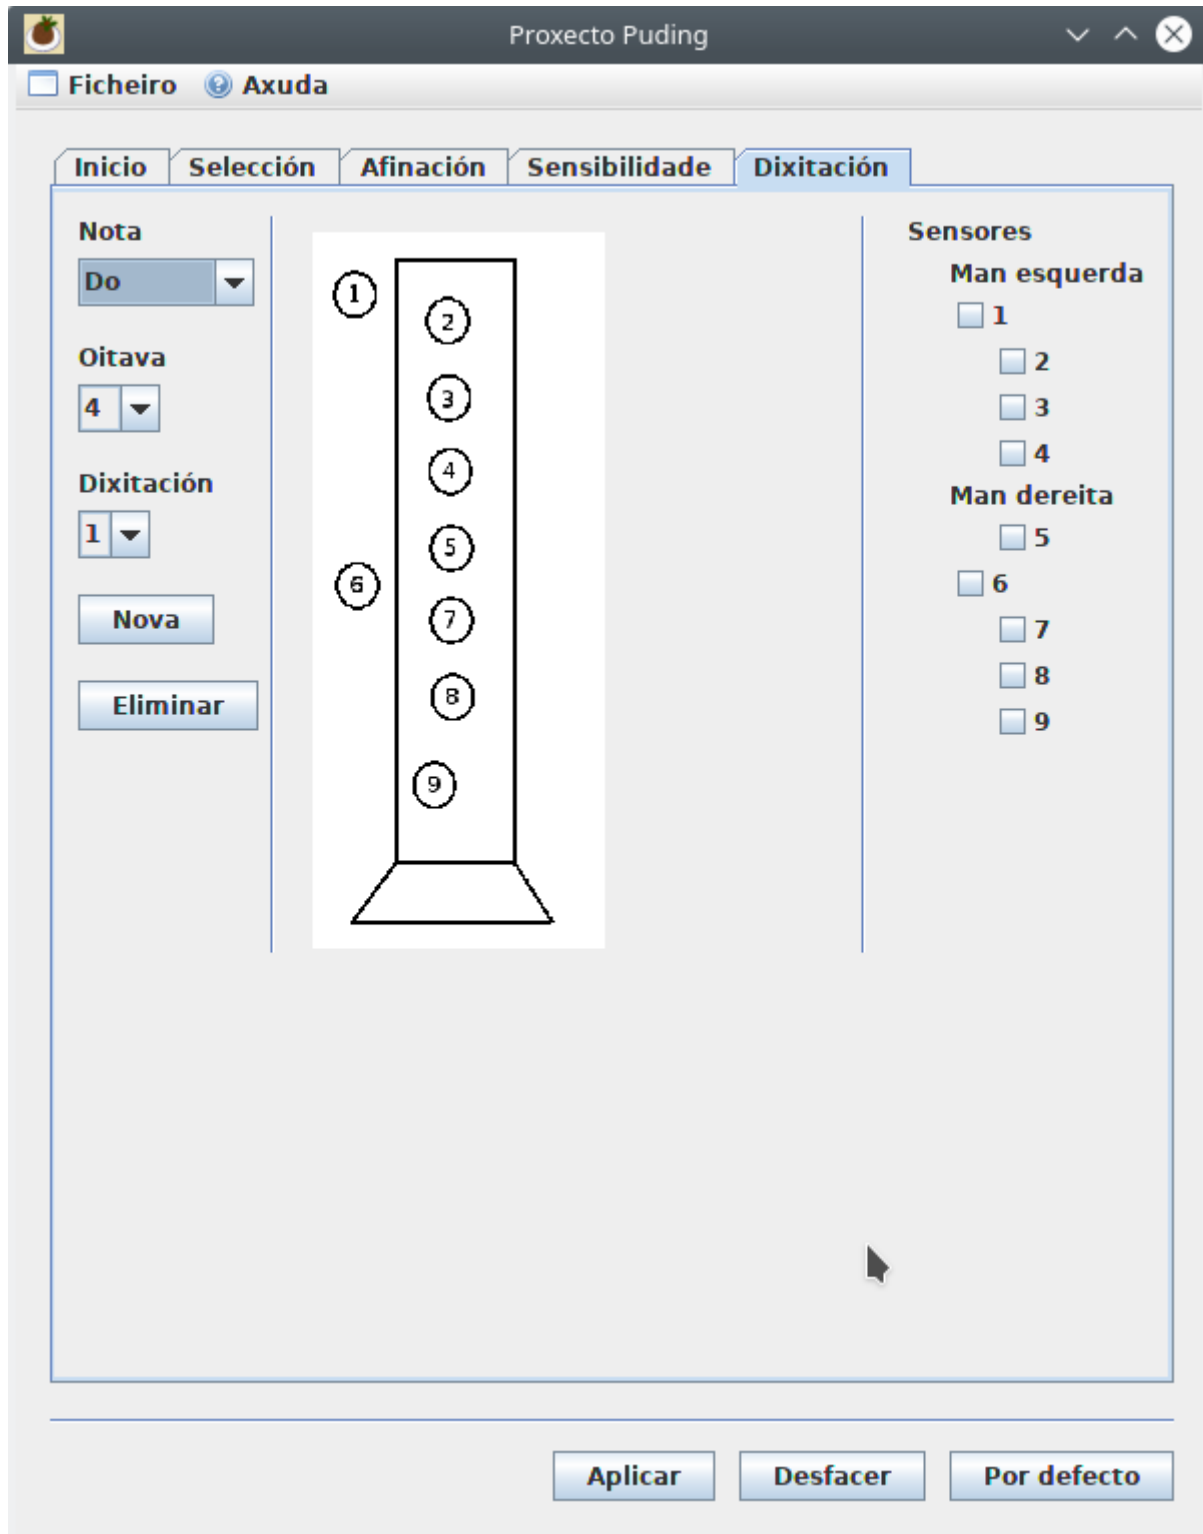 Proxecto Puding
Ficheiro Axuda
Inicio Selección Afinación Sensibilidade Dixitación
Nota
Do
Oitava
4
Dixitación
1
Nova
Eliminar
1
2
3
4
5
6
7
8
9
Sensores
Man esquerda
1
2
3
4
Man dereita
5
6
7
8
9
Aplicar Desfacer Por defecto